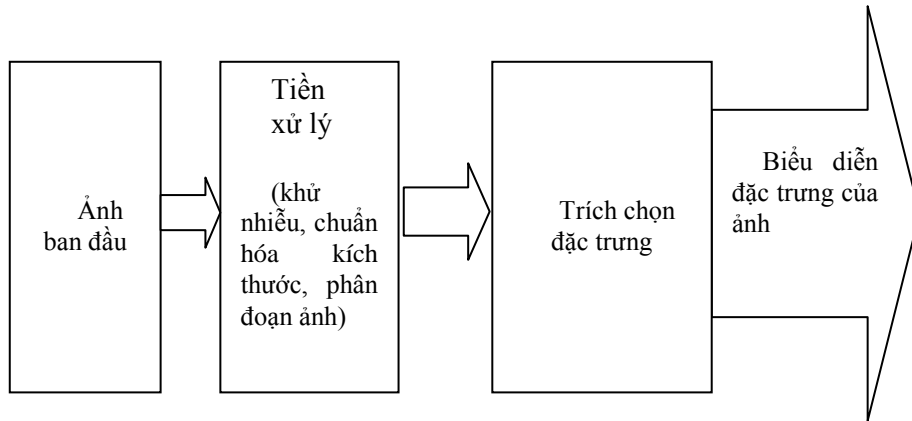 Ảnh
ban đầu
Tiền
xử lý
(khử
nhiễu, chuẩn
hóa kích
thước, phân
đoạn ảnh)
Trích chọn
đặc trưng
Biểu diễn
đặc trưng của
ảnh